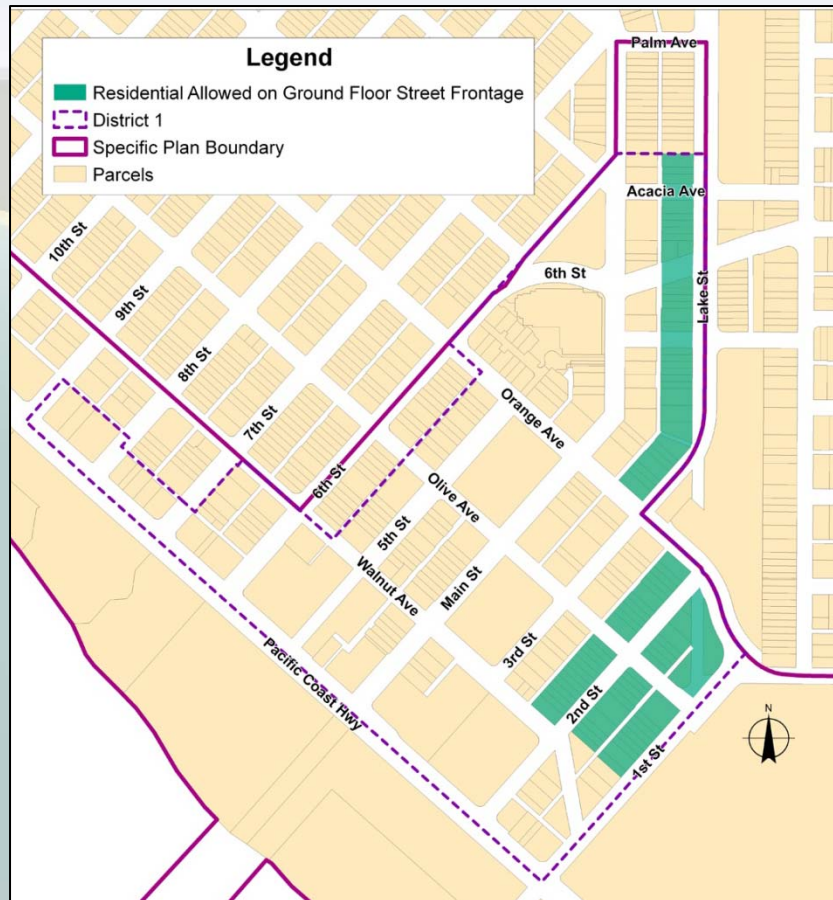 Legend
Residential Allowed on Ground Floor Street Frontage
District 1
Specific Plan Boundary
Parcels
Palm Ave
Acacia Ave
10th St
6th St
9th St
Lake St
8th St
7th St
Orange Ave
6th St
Olive Ave
5th St
Walnut Ave
Main St
3rd St
Pacific Coast Hwy
2nd St
1st St
N